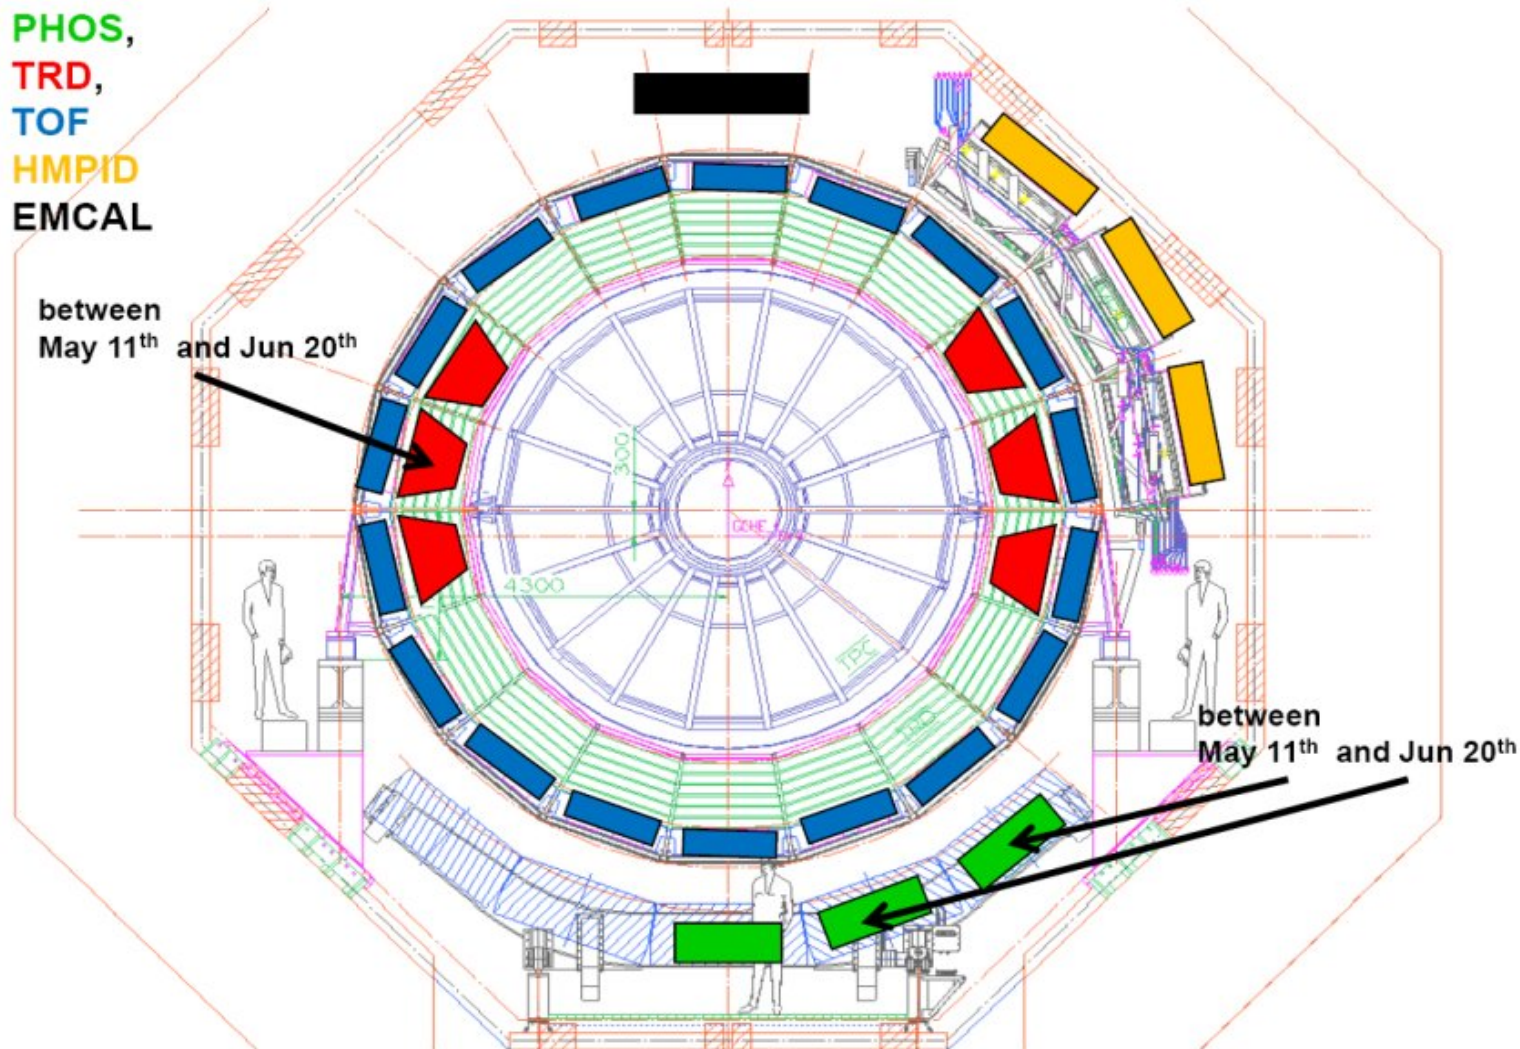 PHOS,
TRD,
TOF
HMPID
EMCAL
between
May 11th and Jun 20th
300
4300
TPC
TRD
between
May 11th and Jun 20th